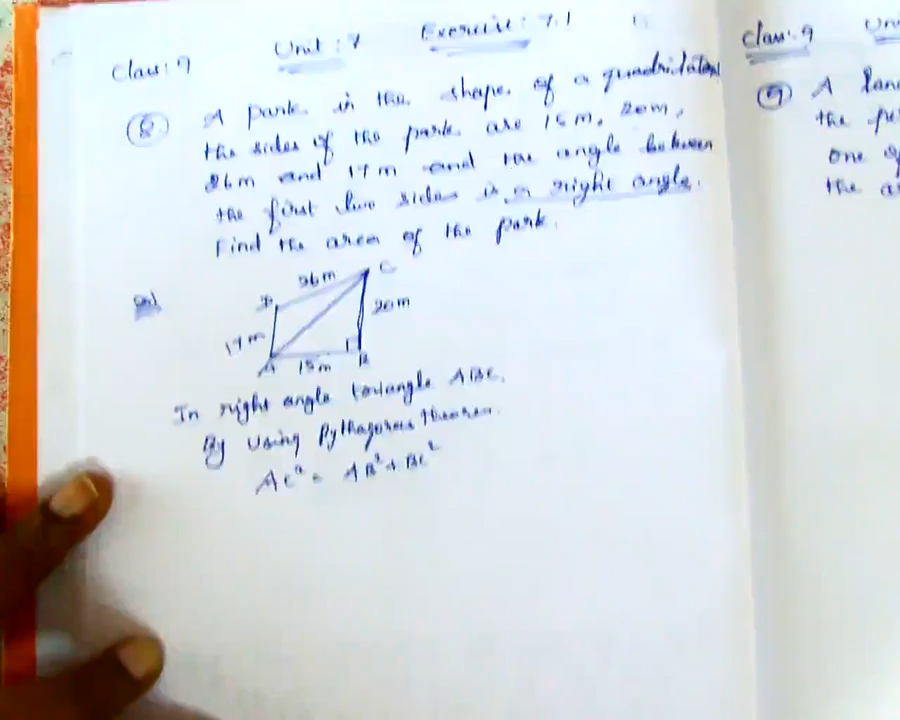 Class: 9 Unit: 7 Exercise: 7.1
8 A park in the shape of a quadrilateral
the sides of the park are 15m, 20m,
26m and 17m and the angle between
the first two sides is a right angle.
Find the area of the park.
Sol
26m
D
C
20m
17m
A
15m
B
In right angle triangle ABC.
By using Pythagoras theorem.
AC² = AB² + BC²
Class: 9
9 A
the
one of
the